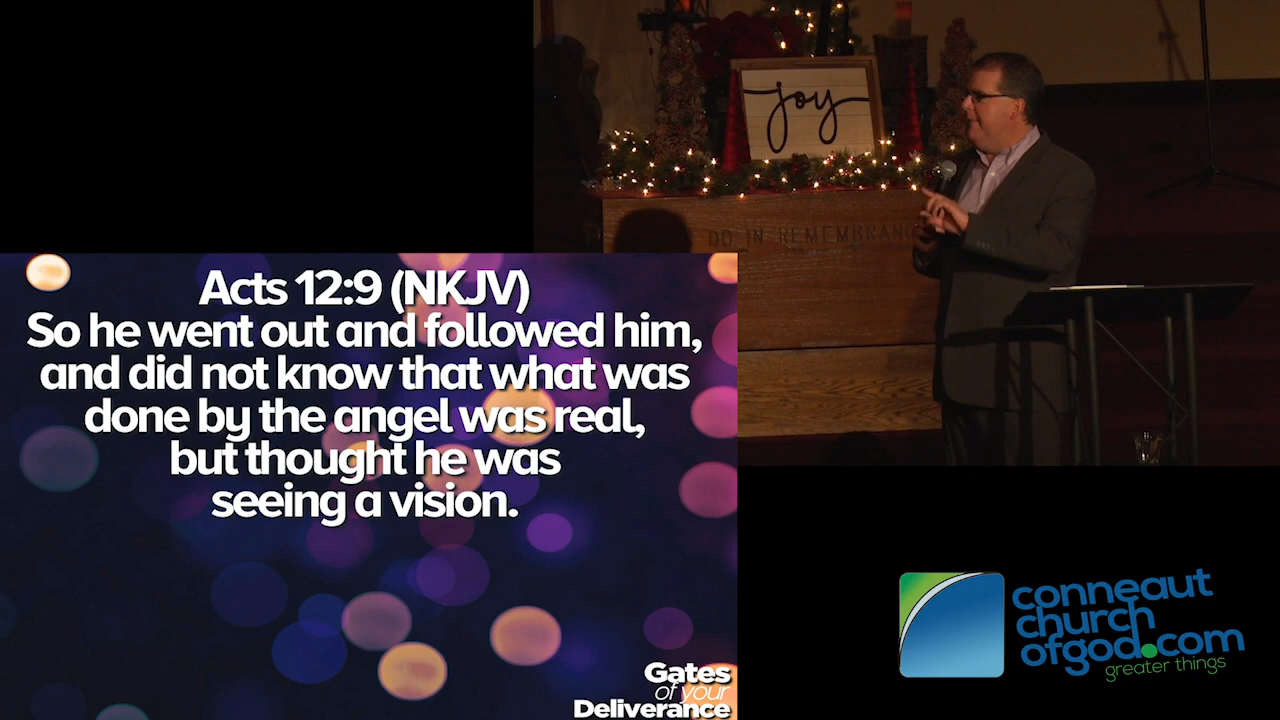 joy
DO IN REMEMBRANC
Acts 12:9 (NKJV)
So he went out and followed him,
and did not know that what was
done by the angel was real,
but thought he was
seeing a vision.
Gates
of your
Deliverance
conneaut
church
ofgod.com
greater things